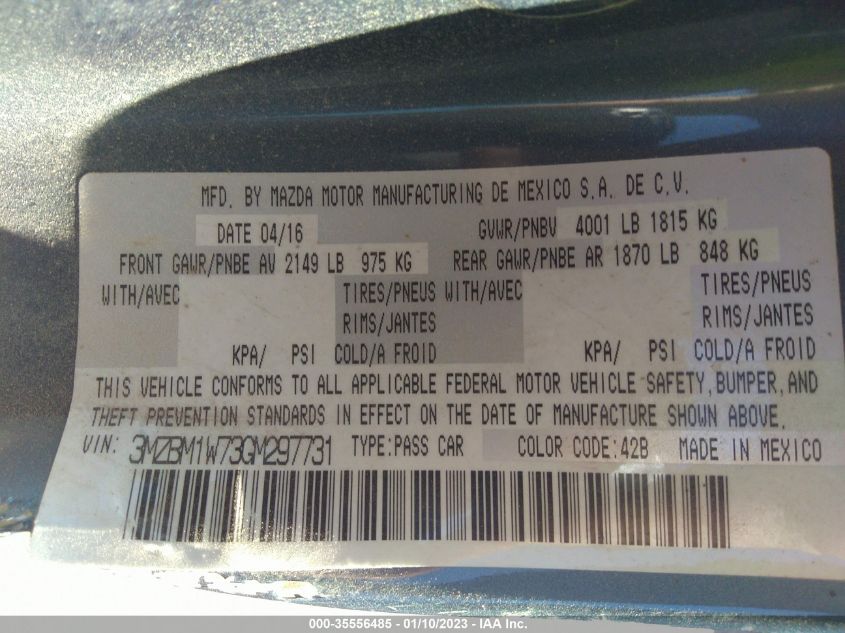 MFD. BY MAZDA MOTOR MANUFACTURING DE MEXICO S.A. DE C.V.
DATE 04/16 GVWR/PNBV 4001 LB 1815 KG
FRONT GAWR/PNBE AV 2149 LB 975 KG REAR GAWR/PNBE AR 1870 LB 848 KG
WITH/AVEC TIRES/PNEUS WITH/AVEC TIRES/PNEUS
RIMS/JANTES RIMS/JANTES
KPA/ PSI COLD/A FROID KPA/ PSI COLD/A FROID
THIS VEHICLE CONFORMS TO ALL APPLICABLE FEDERAL MOTOR VEHICLE SAFETY, BUMPER, AND
THEFT PREVENTION STANDARDS IN EFFECT ON THE DATE OF MANUFACTURE SHOWN ABOVE.
VIN: 3MZBM1W73GM297731 TYPE:PASS CAR COLOR CODE:42B MADE IN MEXICO
000-35556485 - 01/10/2023 - IAA Inc.